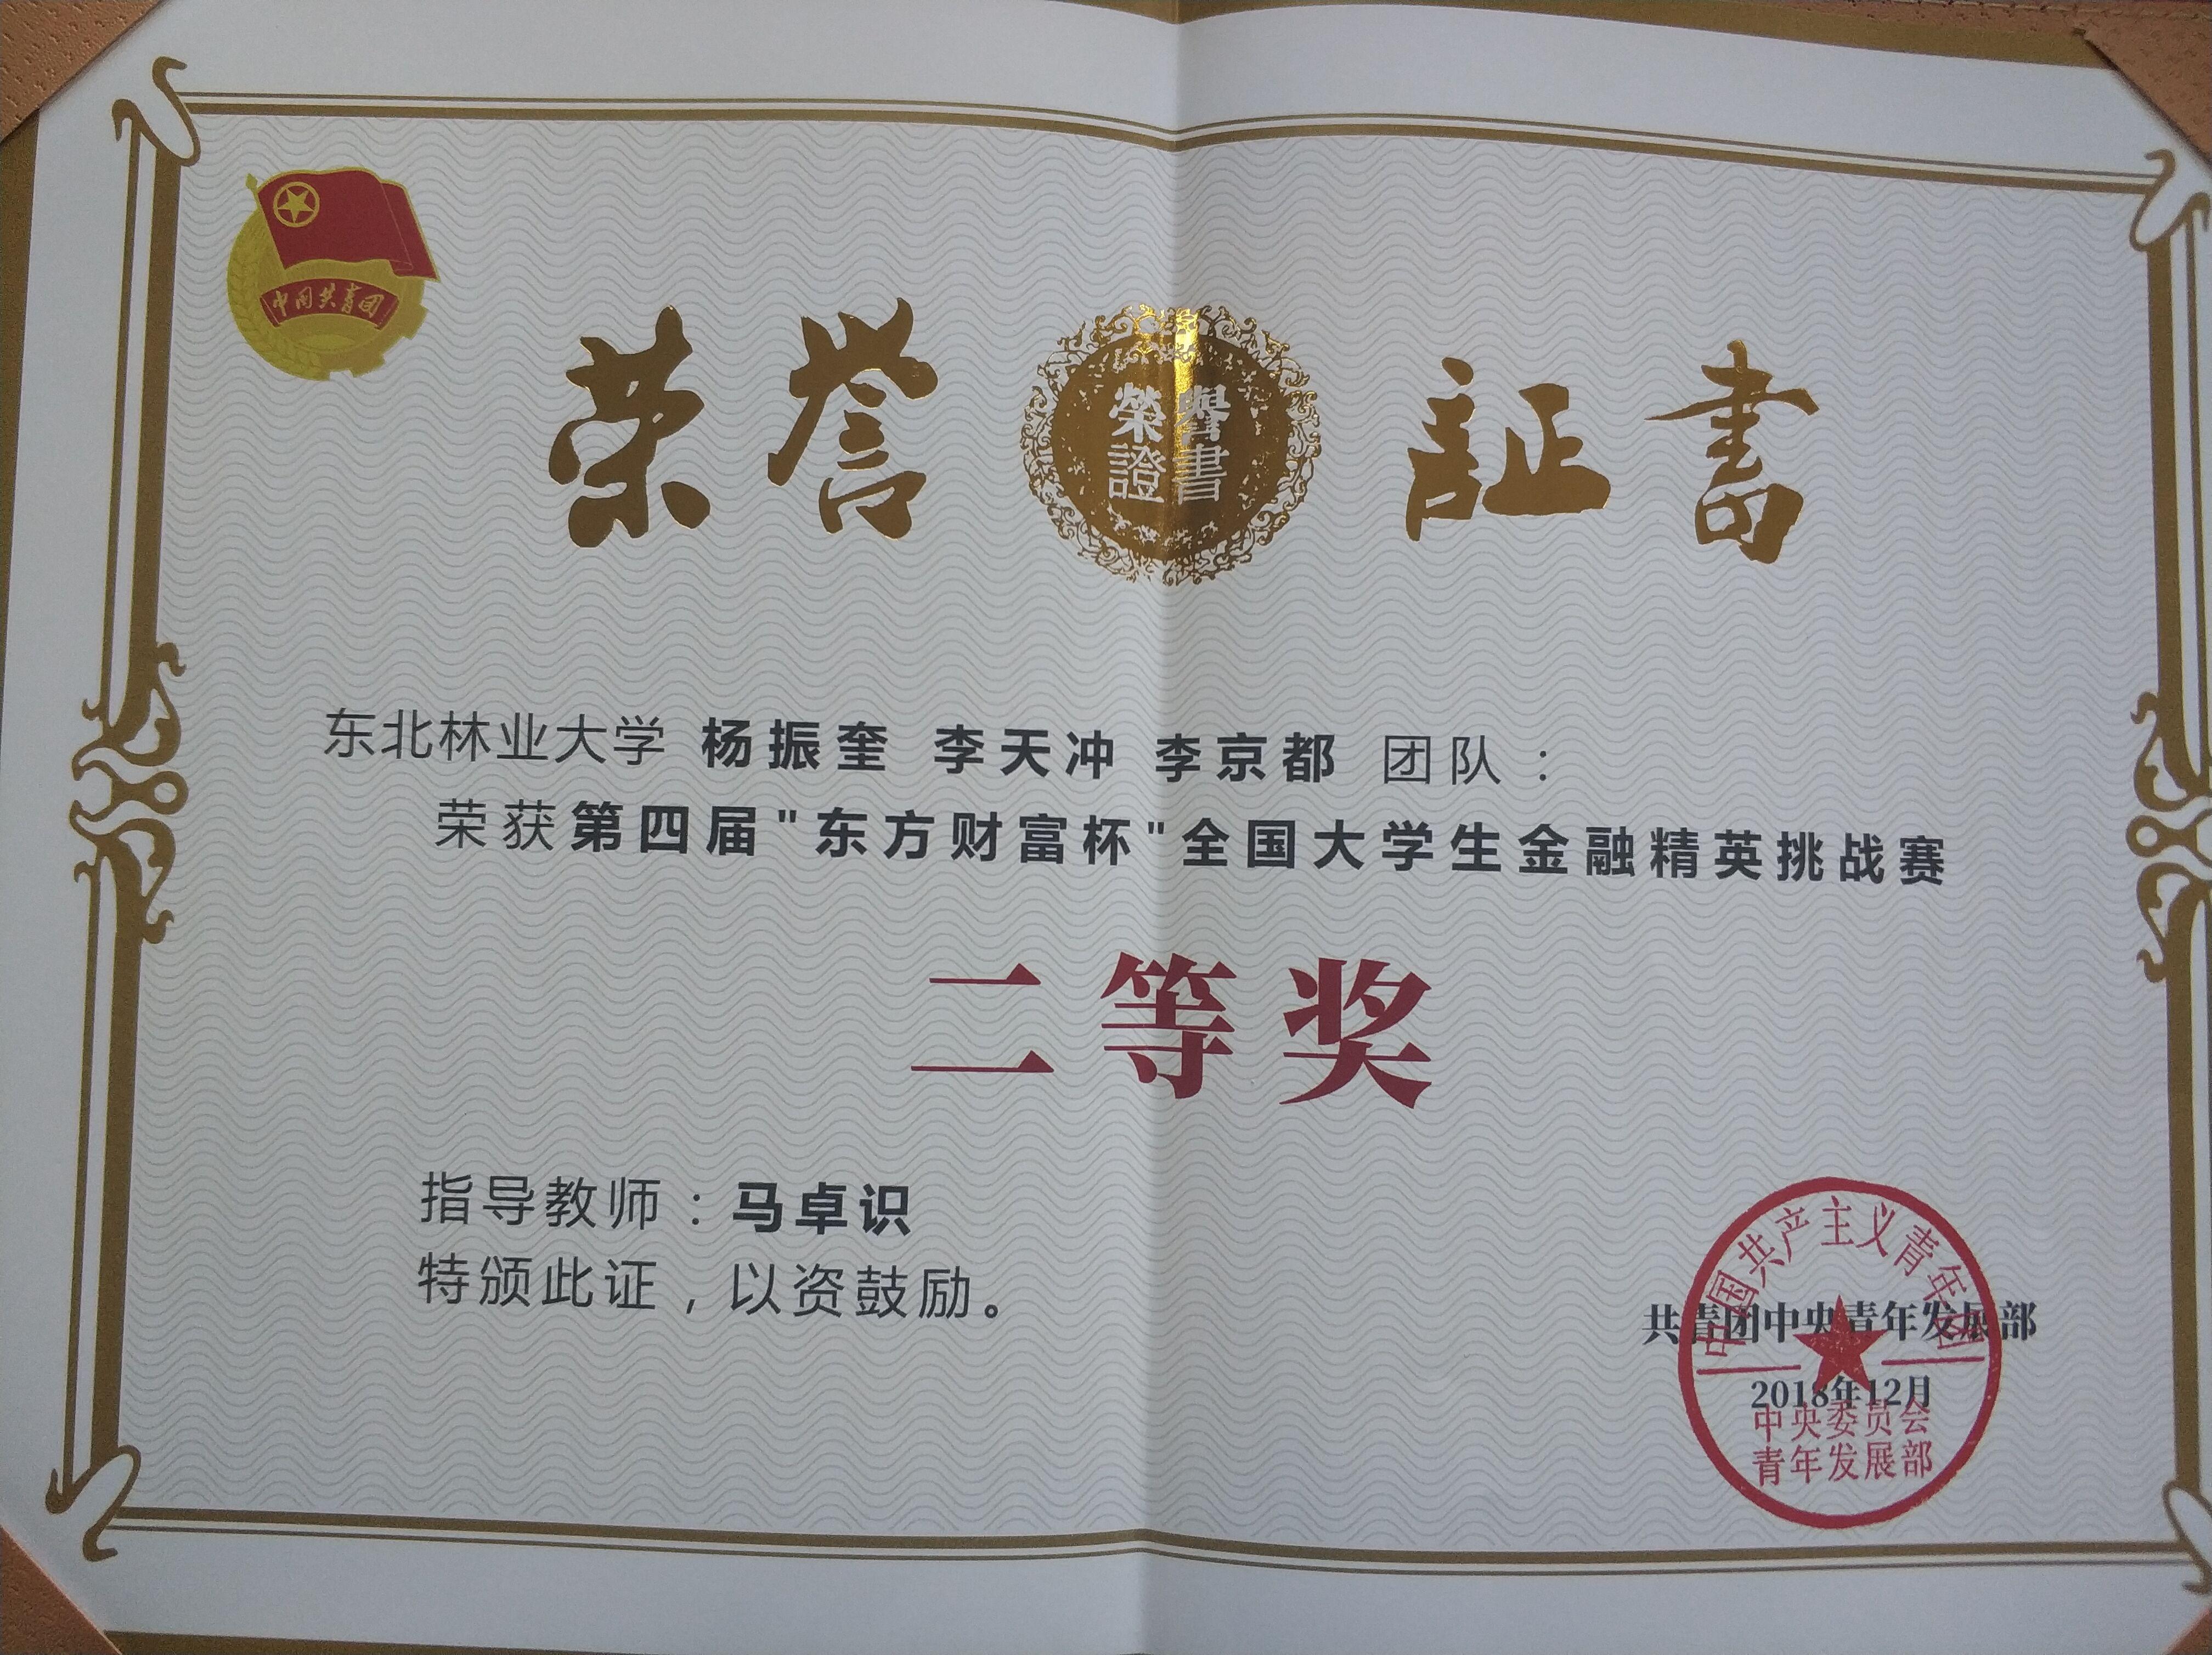 中国共青团
荣誉证书
榮譽
證書
东北林业大学 杨振奎 李天冲 李京都 团队：
荣获第四届"东方财富杯"全国大学生金融精英挑战赛
二等奖
指导教师：马卓识
特颁此证，以资鼓励。
共青团中央青年发展部
2018年12月
中国共产主义青年团
中央委员会
青年发展部